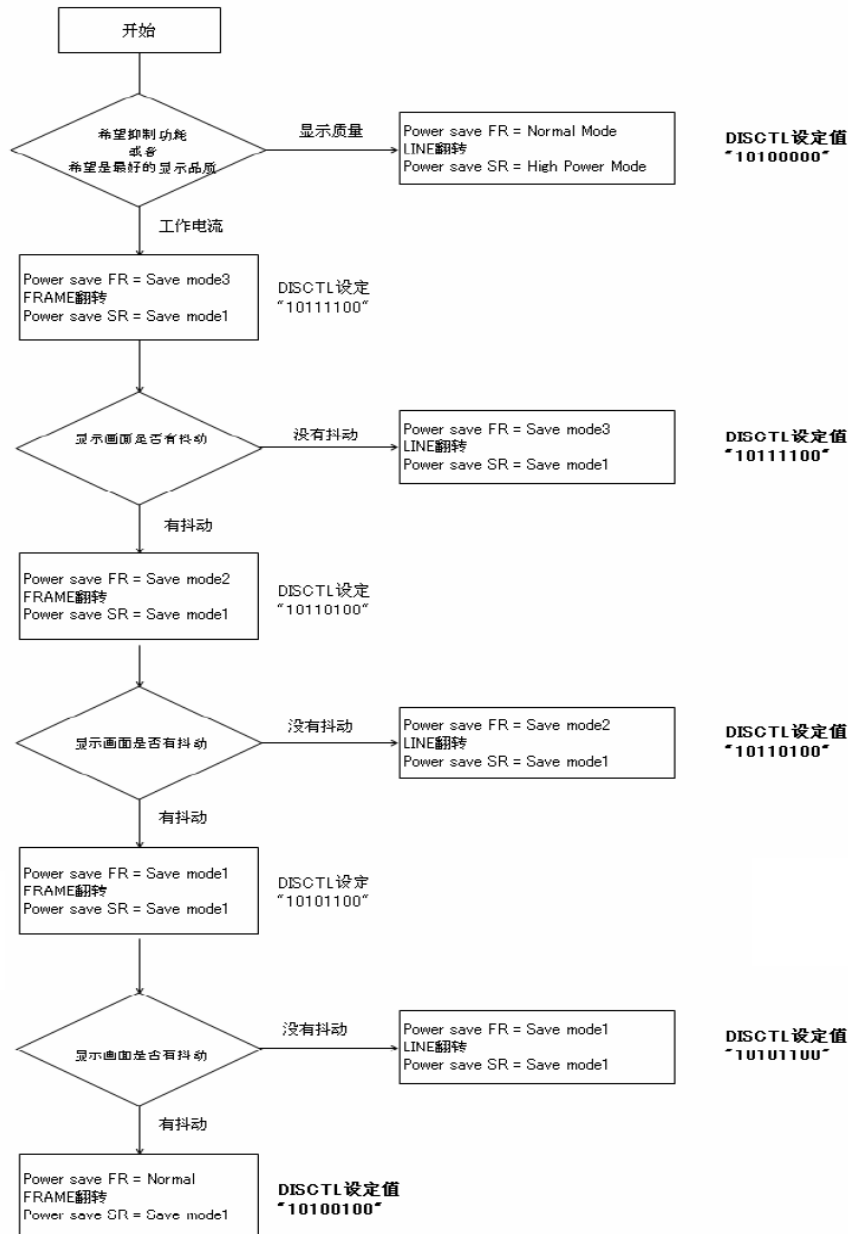 开始
希望抑制功能
或者
希望是最好的显示品质
显示质量
Power save FR = Normal Mode
LINE翻转
Power save SR = High Power Mode
DISCTL设定值
"10100000"
工作电流
Power save FR = Save mode3
FRAME翻转
Power save SR = Save mode1
DISCTL设定
"10111100"
显示画面是否有抖动
没有抖动
Power save FR = Save mode3
LINE翻转
Power save SR = Save mode1
DISCTL设定值
"10111100"
有抖动
Power save FR = Save mode2
FRAME翻转
Power save SR = Save mode1
DISCTL设定
"10110100"
显示画面是否有抖动
没有抖动
Power save FR = Save mode2
LINE翻转
Power save SR = Save mode1
DISCTL设定值
"10110100"
有抖动
Power save FR = Save mode1
FRAME翻转
Power save SR = Save mode1
DISCTL设定
"10101100"
显示画面是否有抖动
没有抖动
Power save FR = Save mode1
LINE翻转
Power save SR = Save mode1
DISCTL设定值
"10101100"
有抖动
Power save FR = Normal
FRAME翻转
Power save SR = Save mode1
DISCTL设定值
"10100100"